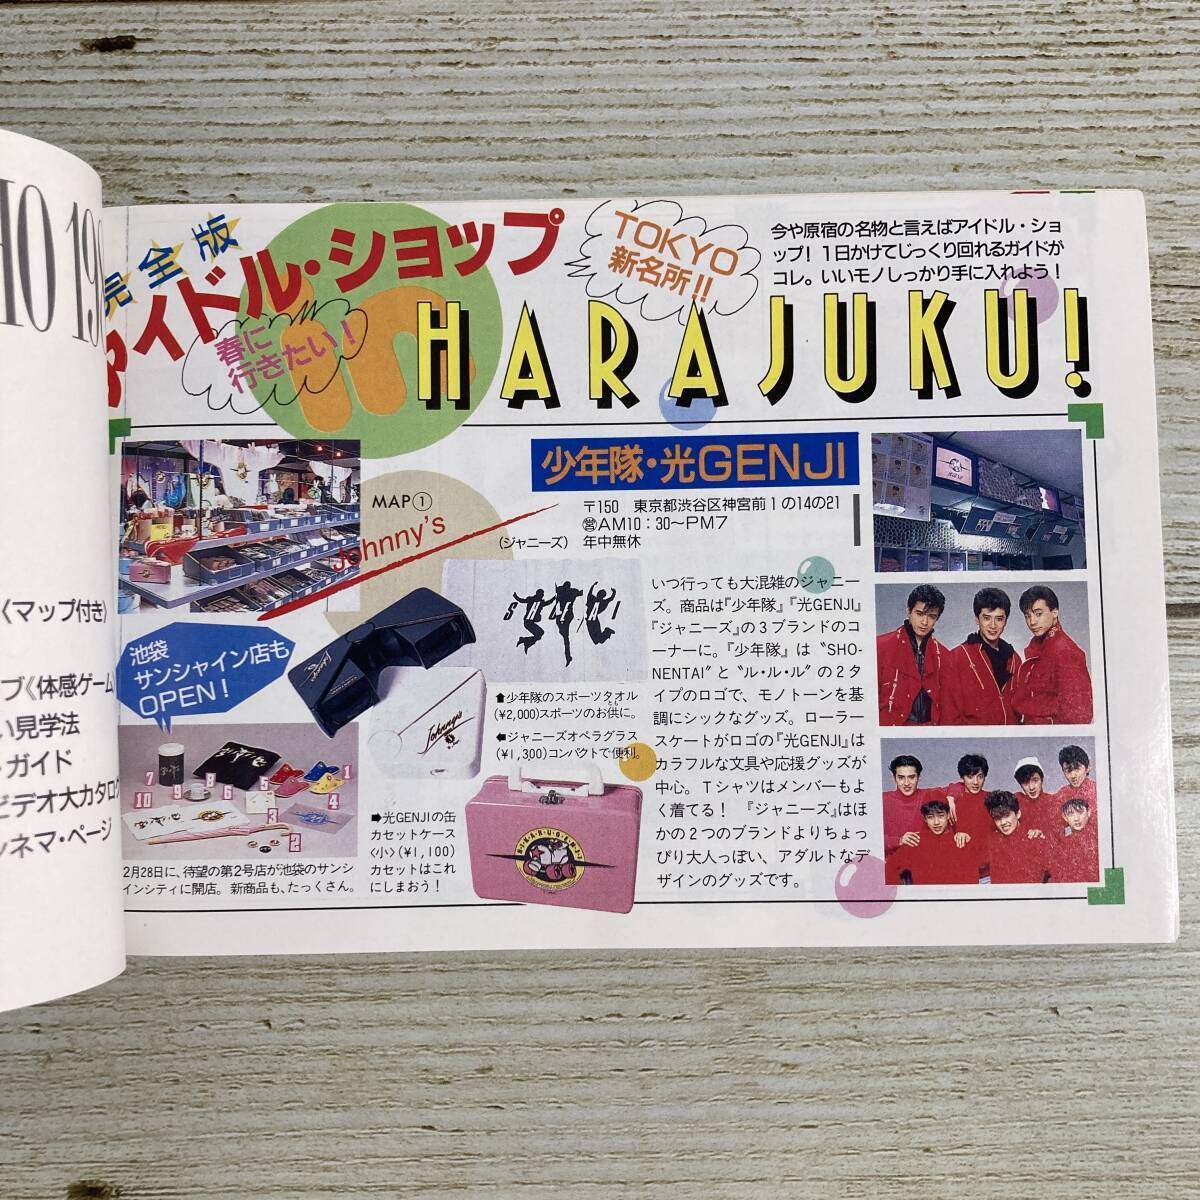 HO 198
〈マップ付き〉
ブ〈体感ゲーム
い見学法
・ガイド
ビデオ大カタログ
シネマ・ページ
完全版
アイドル・ショップ
in
春に
行きたい！
TOKYO
新名所!!
今や原宿の名物と言えばアイドル・ショ
ップ！1日かけてじっくり回れるガイドが
コレ。いいモノしっかり手に入れよう！
HARAJUKU!
MAP①
Johnny's
(ジャニーズ)
少年隊・光GENJI
〒150　東京都渋谷区神宮前1の14の21
㊂AM10：30〜PM7
年中無休
池袋
サンシャイン店も
OPEN！
7 8 6 5 1
10 9 4
3
2
2月28日に、待望の第2号店が池袋のサンシ
ャインシティに開店。新商品も、たっくさん。
Johnny's
⬆少年隊のスポーツタオル
(¥2,000)スポーツのお供に。
とも
⬅ジャニーズオペラグラス
(¥1,300)コンパクトで便利。
➡光GENJIの缶
カセットケース
〈小〉(¥1,100)
カセットはこれ
にしまおう！
HIKARU GENJI
いつ行っても大混雑のジャニー
ズ。商品は『少年隊』『光GENJI』
『ジャニーズ』の3ブランドのコ
ーナーに。『少年隊』は〝SHO-
NENTAI〟と〝ル・ル・ル〟の2タ
イプのロゴで、モノトーンを基
調にシックなグッズ。ローラー
スケートがロゴの『光GENJI』は
カラフルな文具や応援グッズが
中心。Tシャツはメンバーもよ
く着てる！　『ジャニーズ』はほ
かの2つのブランドよりちょっ
ぴり大人っぽい、アダルトなデ
ザインのグッズです。